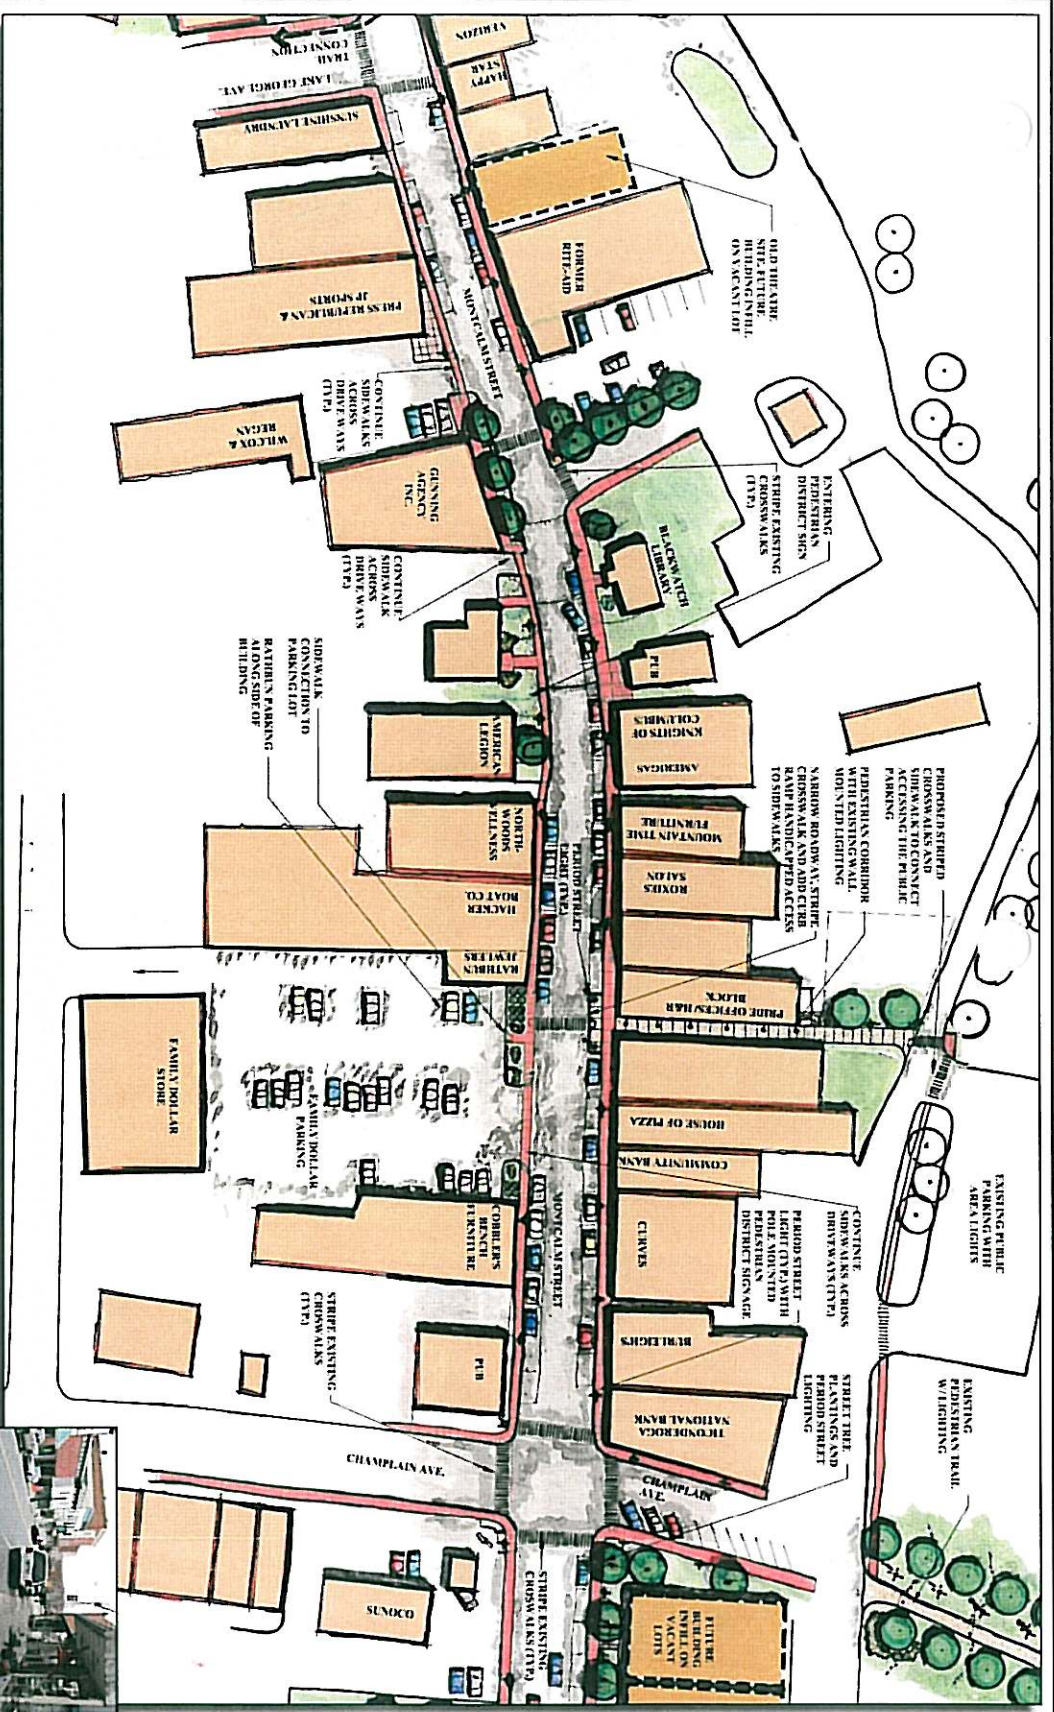 VERIZON
HAPPY
STAR
TRAIL
CONNECTION
LAKE GEORGE AVE.
SUNSHINE LAUNDRY
OLD THEATRE
SITE, FUTURE
BUILDING INFILL
ON VACANT LOT
FORMER
RITE-AID
PRESS REPUBLICAN &
JP SPORTS
MONTCALM STREET
CONTINUE
SIDEWALKS
ACROSS
DRIVEWAYS
(TYP.)
WILCOX &
REGAN
GUNNING
AGENCY
INC.
ENTERING
PEDESTRIAN
DISTRICT SIGN
STRIPE EXISTING
CROSSWALKS
(TYP.)
BLACKWATCH
LIBRARY
CONTINUE
SIDEWALK
ACROSS
DRIVEWAYS
(TYP.)
PUB
KNIGHTS OF
COLUMBUS
AMERIGAS
AMERICAN
LEGION
SIDEWALK
CONNECTION TO
PARKING LOT
RATHBUN PARKING
ALONG SIDE OF
BUILDING
MOUNTAIN TIME
FURNITURE
ROXIES
SALON
PRIDE OFFICES/H&R
BLOCK
NORTH-
WOODS
WELLNESS
HACKER
BOAT CO.
RATHBUN
JEWELERS
PERIOD STREET
LIGHT (TYP.)
PROPOSED STRIPED
CROSSWALKS AND
SIDEWALK TO CONNECT
ACCESSING THE PUBLIC
PARKING
PEDESTRIAN CORRIDOR
WITH EXISTING WALL
MOUNTED LIGHTING
NARROW ROADWAY, STRIPE
CROSSWALK AND ADD CURB
RAMP HANDICAPPED ACCESS
TO SIDEWALKS
FAMILY DOLLAR
STORE
FAMILY DOLLAR
PARKING
HOUSE OF PIZZA
COMMUNITY BANK
CURVES
EXISTING PUBLIC
PARKING WITH
AREA LIGHTS
CONTINUE
SIDEWALKS ACROSS
DRIVEWAYS (TYP.)
PERIOD STREET
LIGHT (TYP.) WITH
POLE MOUNTED
PEDESTRIAN
DISTRICT SIGNAGE
MONTCALM STREET
COBBLER'S
BENCH
FURNITURE
STRIPE EXISTING
CROSWALKS
(TYP.)
PUB
BURLEIGH'S
TICONDEROGA
NATIONAL BANK
STREET TREE
PLANTINGS AND
PERIOD STREET
LIGHTING
EXISTING
PEDESTRIAN TRAIL
W/LIGHTING
CHAMPLAIN AVE.
CHAMPLAIN
AVE.
SUNOCO
STRIPE EXISTING
CROSWALKS (TYP.)
FUTURE
BUILDING
INFILL ON
VACANT
LOTS